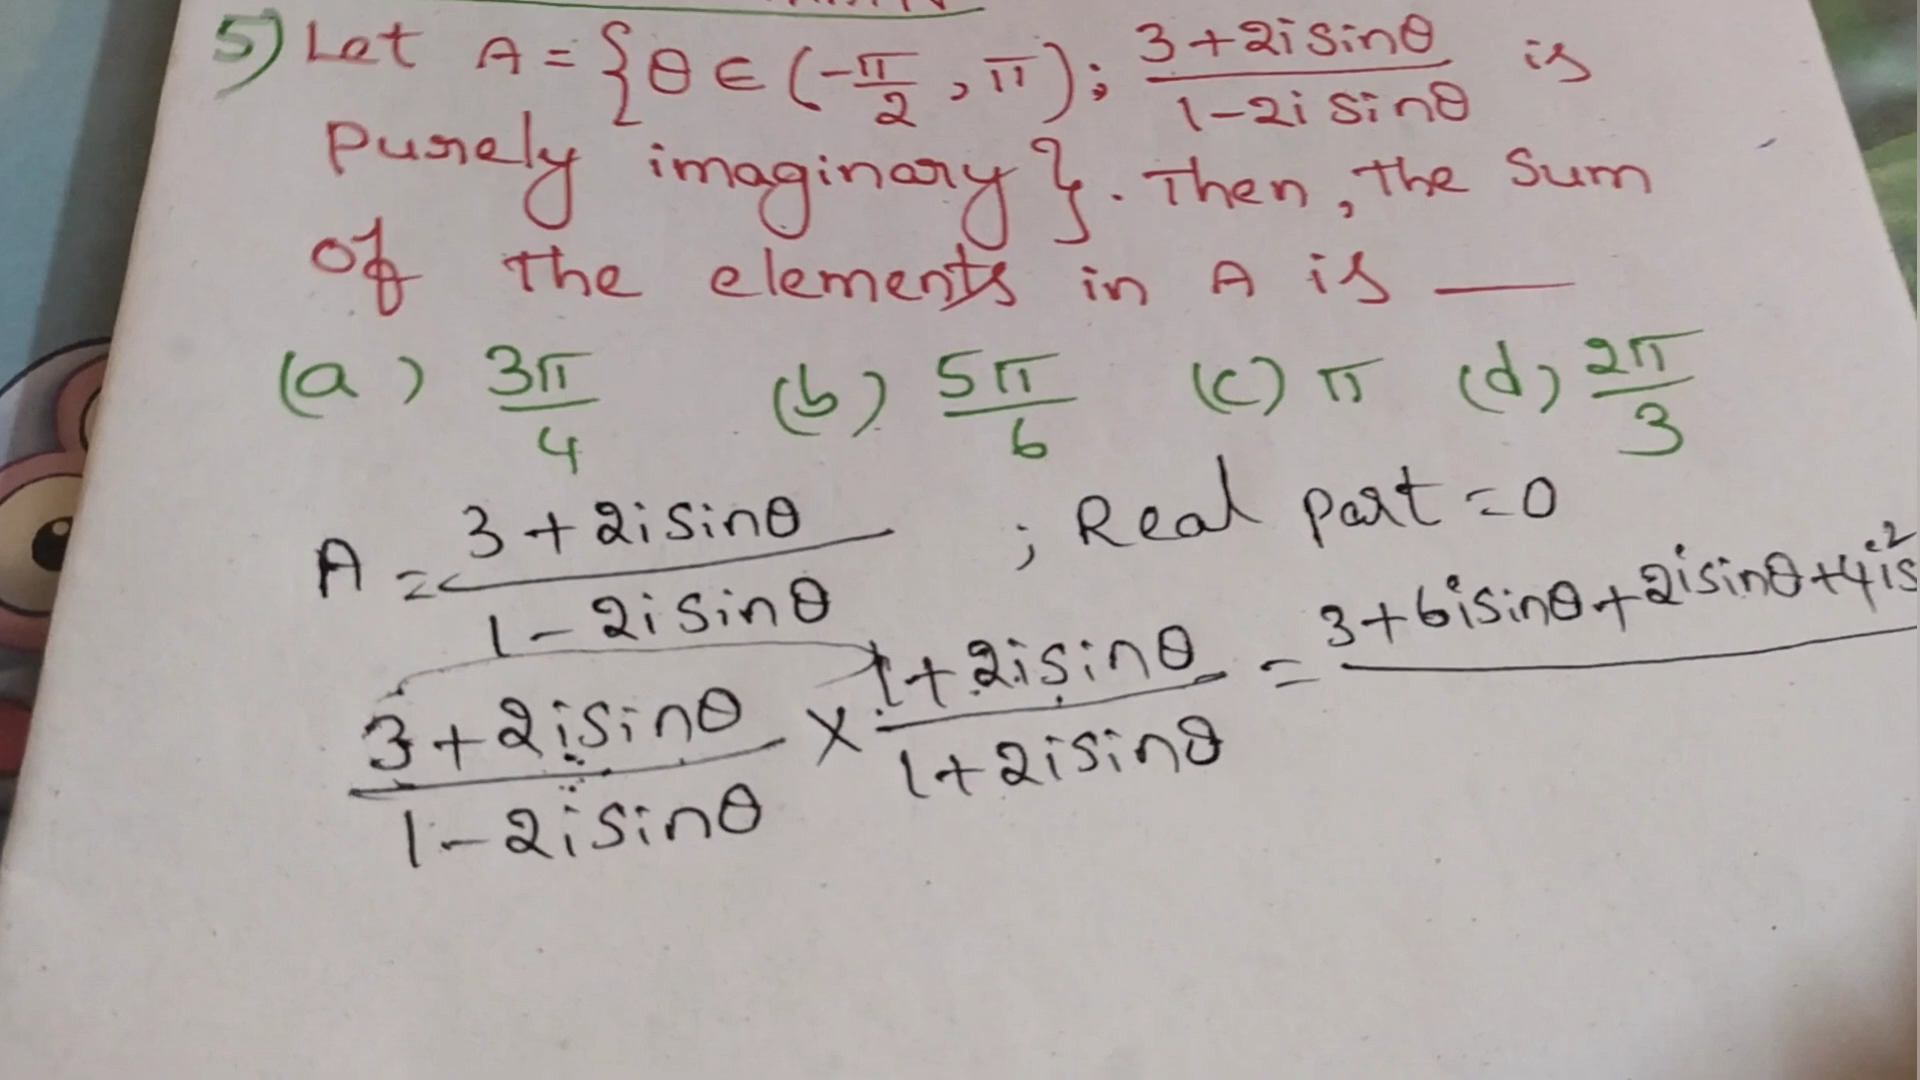 5) Let A = {θ ∈ (-π/2, π); (3+2i sinθ)/(1-2i sinθ) is
Purely imaginary}. Then, the Sum
of the elements in A is ___
(a) 3π/4 (b) 5π/6 (c) π (d) 2π/3
A = (3+2i sinθ)/(1-2i sinθ) ; Real part = 0
(3+2i sinθ)/(1-2i sinθ) × (1+2i sinθ)/(1+2i sinθ) = 3+6i sinθ+2i sinθ+4i²s